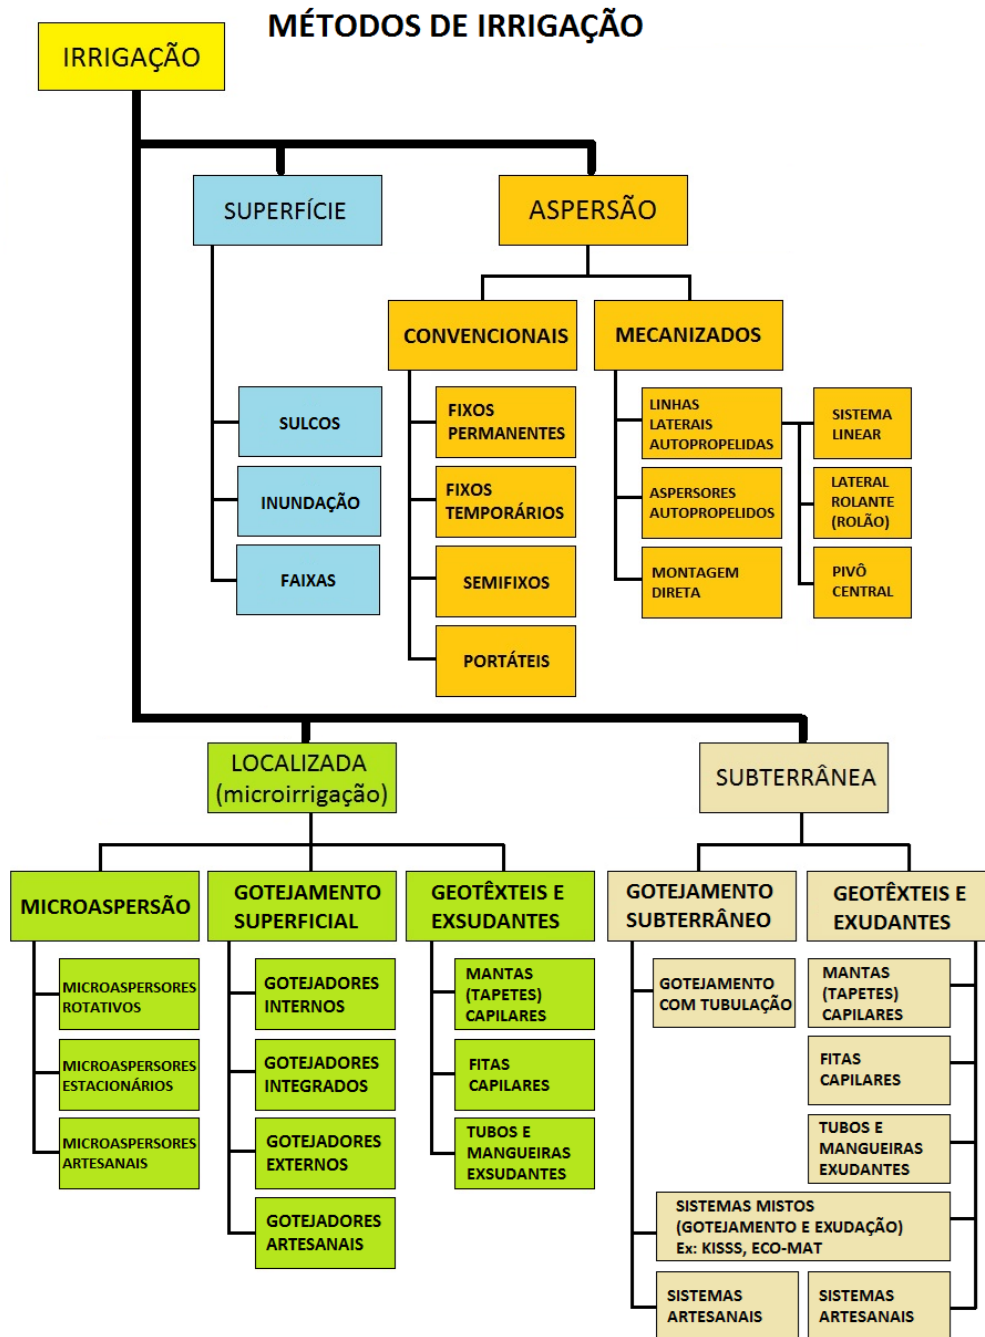 MÉTODOS DE IRRIGAÇÃO
IRRIGAÇÃO
SUPERFÍCIE
ASPERSÃO
CONVENCIONAIS
MECANIZADOS
SULCOS
INUNDAÇÃO
FAIXAS
FIXOS
PERMANENTES
FIXOS
TEMPORÁRIOS
SEMIFIXOS
PORTÁTEIS
LINHAS
LATERAIS
AUTOPROPELIDAS
ASPERSORES
AUTOPROPELIDOS
MONTAGEM
DIRETA
SISTEMA
LINEAR
LATERAL
ROLANTE
(ROLÃO)
PIVÔ
CENTRAL
LOCALIZADA
(microirrigação)
SUBTERRÂNEA
MICROASPERSÃO
GOTEJAMENTO
SUPERFICIAL
GEOTÊXTEIS E
EXSUDANTES
GOTEJAMENTO
SUBTERRÂNEO
GEOTÊXTEIS E
EXUDANTES
MICROASPERSORES
ROTATIVOS
MICROASPERSORES
ESTACIONÁRIOS
MICROASPERSORES
ARTESANAIS
GOTEJADORES
INTERNOS
GOTEJADORES
INTEGRADOS
GOTEJADORES
EXTERNOS
GOTEJADORES
ARTESANAIS
MANTAS
(TAPETES)
CAPILARES
FITAS
CAPILARES
TUBOS E
MANGUEIRAS
EXSUDANTES
GOTEJAMENTO
COM TUBULAÇÃO
MANTAS
(TAPETES)
CAPILARES
FITAS
CAPILARES
TUBOS E
MANGUEIRAS
EXUDANTES
SISTEMAS MISTOS
(GOTEJAMENTO E EXUDAÇÃO)
Ex: KISSS, ECO-MAT
SISTEMAS
ARTESANAIS
SISTEMAS
ARTESANAIS